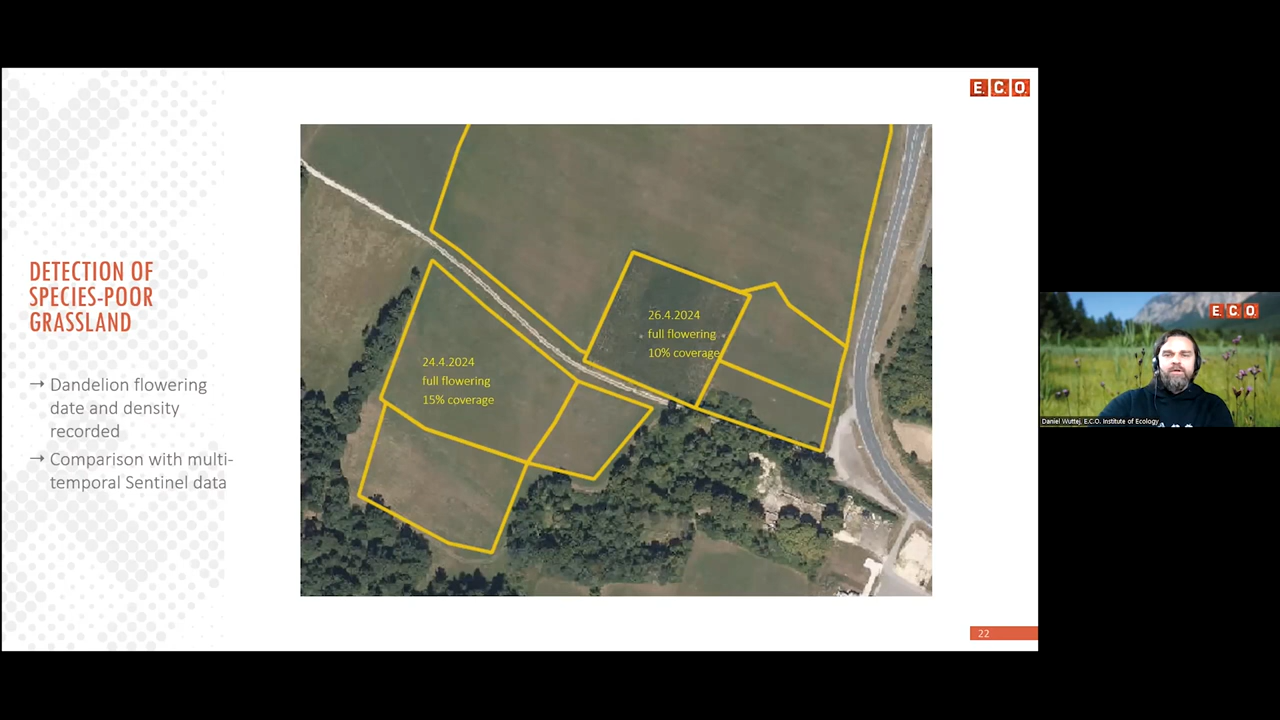 E.C.O.
DETECTION OF
SPECIES-POOR
GRASSLAND
→ Dandelion flowering
date and density
recorded
→ Comparison with multi-
temporal Sentinel data
26.4.2024
full flowering
10% coverage
24.4.2024
full flowering
15% coverage
22
E.C.O.
Daniel Wuttej, E.C.O. Institute of Ecology